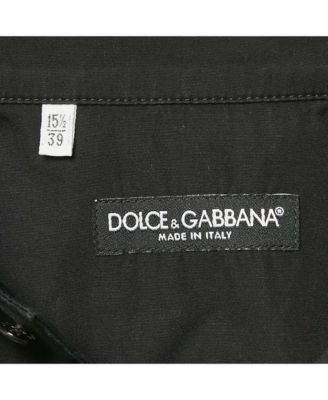 15½
39
DOLCE & GABBANA®
MADE IN ITALY